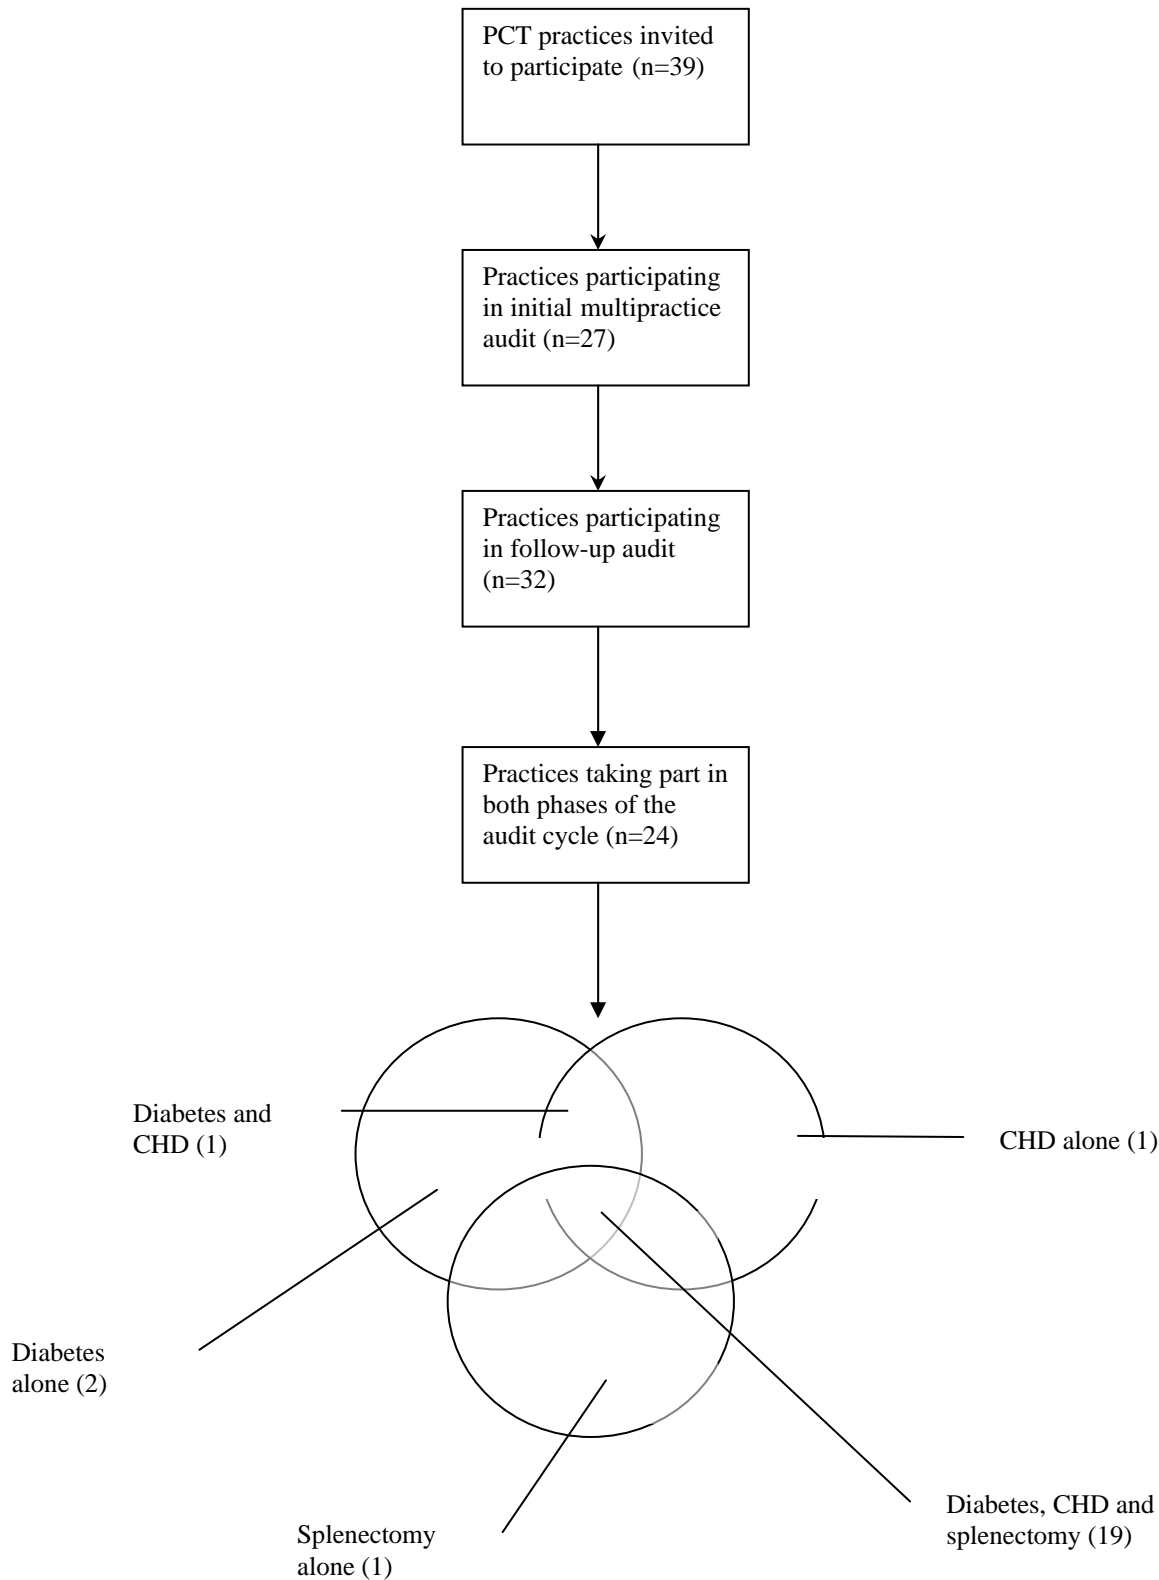 PCT practices invited
to participate (n=39)
Practices participating
in initial multipractice
audit (n=27)
Practices participating
in follow-up audit
(n=32)
Practices taking part in
both phases of the
audit cycle (n=24)
Diabetes and
CHD (1)
CHD alone (1)
Diabetes
alone (2)
Splenectomy
alone (1)
Diabetes, CHD and
splenectomy (19)